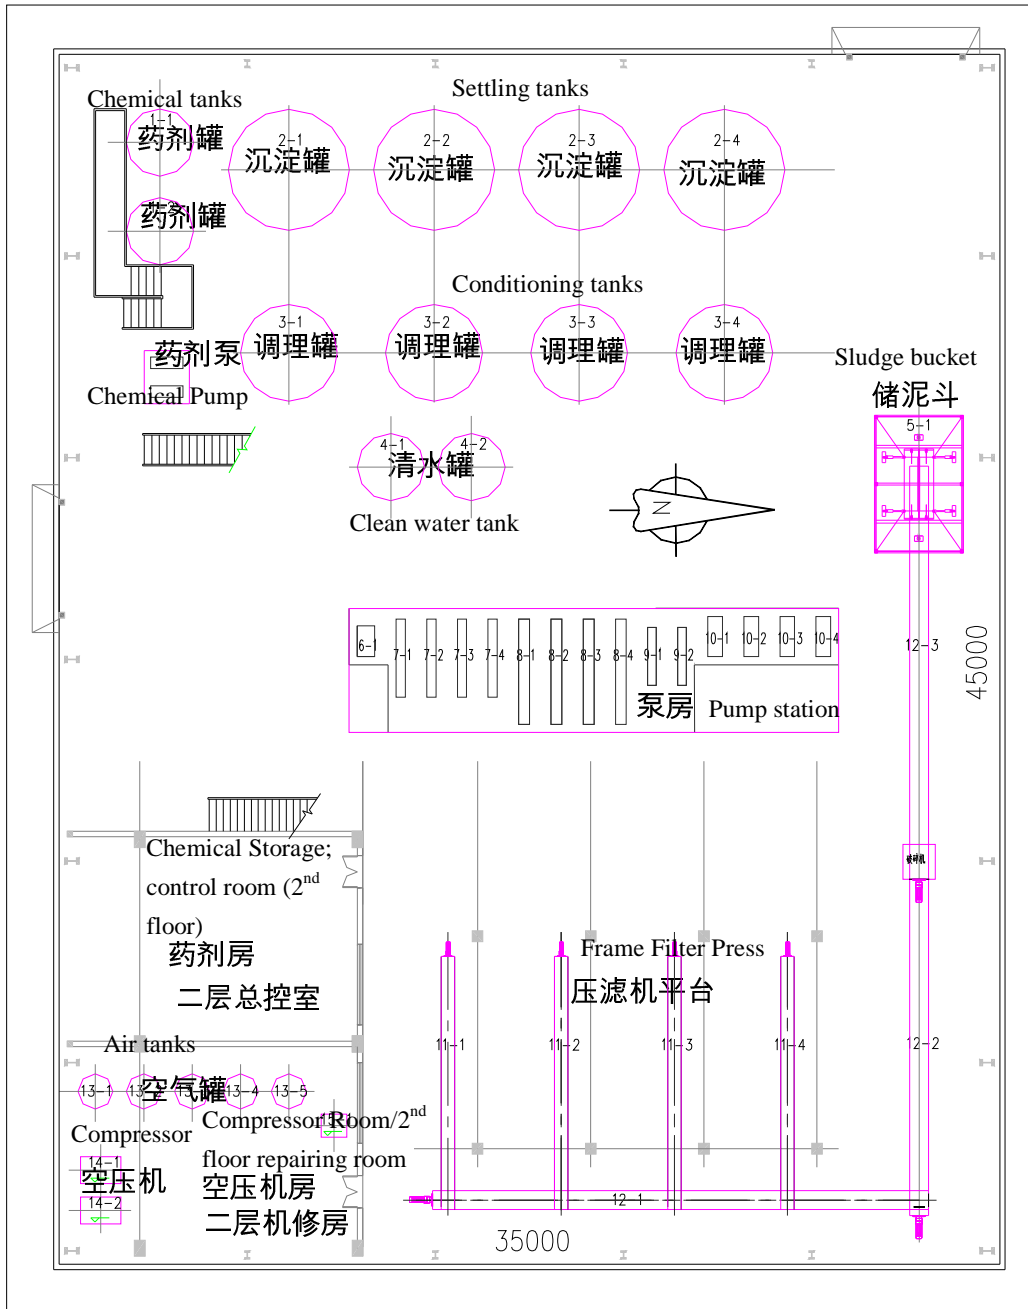 Chemical tanks
Settling tanks
1-1
药剂罐
2-1
沉淀罐
2-2
沉淀罐
2-3
沉淀罐
2-4
沉淀罐
药剂罐
Conditioning tanks
3-1
调理罐
3-2
调理罐
3-3
调理罐
3-4
调理罐
药剂泵
Chemical Pump
Sludge bucket
储泥斗
5-1
4-1
4-2
清水罐
Clean water tank
N
6-1
7-1
7-2
7-3
7-4
8-1
8-2
8-3
8-4
9-1
9-2
10-1
10-2
10-3
10-4
泵房
Pump station
12-3
45000
Chemical Storage;
control room (2nd
floor)
药剂房
二层总控室
破碎机
Frame Filter Press
压滤机平台
11-1
11-2
11-3
11-4
12-2
Air tanks
空气罐
13-1
13-2
13-4
13-5
Compressor
14-1
空压机
14-2
Compressor Room/2nd
floor repairing room
空压机房
二层机修房
12-1
35000